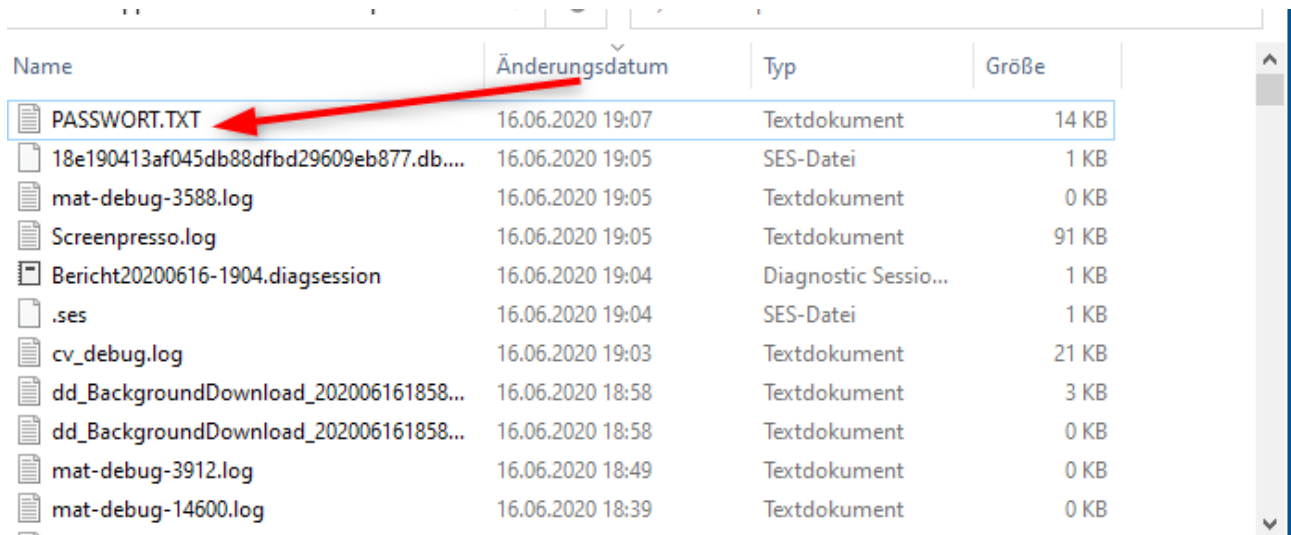 Name Änderungsdatum Typ Größe
PASSWORT.TXT 16.06.2020 19:07 Textdokument 14 KB
18e190413af045db88dfbd29609eb877.db.... 16.06.2020 19:05 SES-Datei 1 KB
mat-debug-3588.log 16.06.2020 19:05 Textdokument 0 KB
Screenpresso.log 16.06.2020 19:05 Textdokument 91 KB
Bericht20200616-1904.diagsession 16.06.2020 19:04 Diagnostic Sessio... 1 KB
.ses 16.06.2020 19:04 SES-Datei 1 KB
cv_debug.log 16.06.2020 19:03 Textdokument 21 KB
dd_BackgroundDownload_202006161858... 16.06.2020 18:58 Textdokument 3 KB
dd_BackgroundDownload_202006161858... 16.06.2020 18:58 Textdokument 0 KB
mat-debug-3912.log 16.06.2020 18:49 Textdokument 0 KB
mat-debug-14600.log 16.06.2020 18:39 Textdokument 0 KB